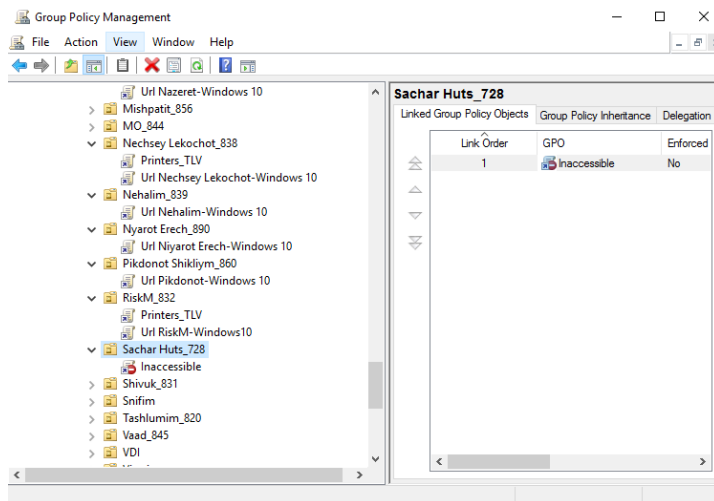 Group Policy Management
File Action View Window Help
Url Nazeret-Windows 10
Mishpatit_856
MO_844
Nechsey Lekochot_838
Printers_TLV
Url Nechsey Lekochot-Windows 10
Nehalim_839
Url Nehalim-Windows 10
Nyarot Erech_890
Url Niyarot Erech-Windows 10
Pikdonot Shikliym_860
Url Pikdonot-Windows 10
RiskM_832
Printers_TLV
Url RiskM-Windows10
Sachar Huts_728
Inaccessible
Shivuk_831
Snifim
Tashlumim_820
Vaad_845
VDI
Sachar Huts_728
Linked Group Policy Objects Group Policy Inheritance Delegation
Link Order GPO Enforced
1 Inaccessible No